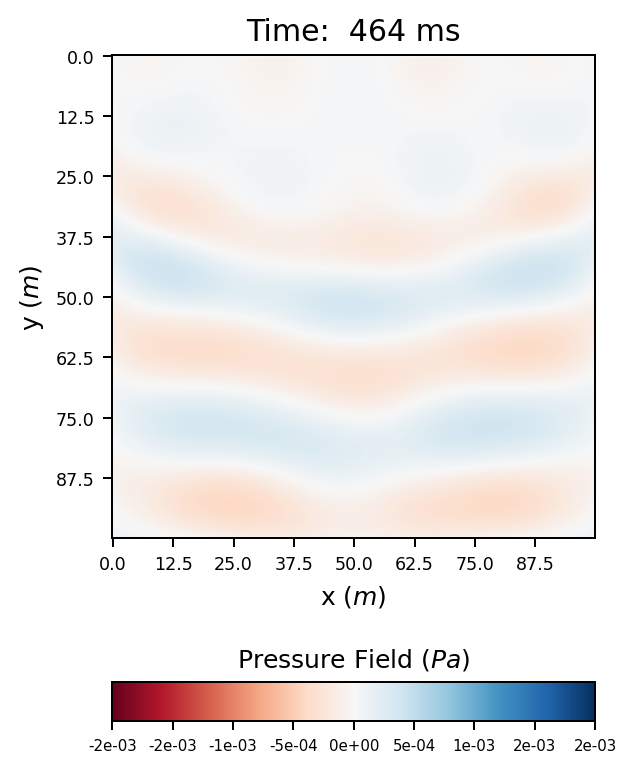 Time:  464 ms
0.0
12.5
25.0
37.5
50.0
62.5
75.0
87.5
y (m)
0.0 12.5 25.0 37.5 50.0 62.5 75.0 87.5
x (m)
Pressure Field (Pa)
-2e-03 -2e-03 -1e-03 -5e-04 0e+00 5e-04 1e-03 2e-03 2e-03